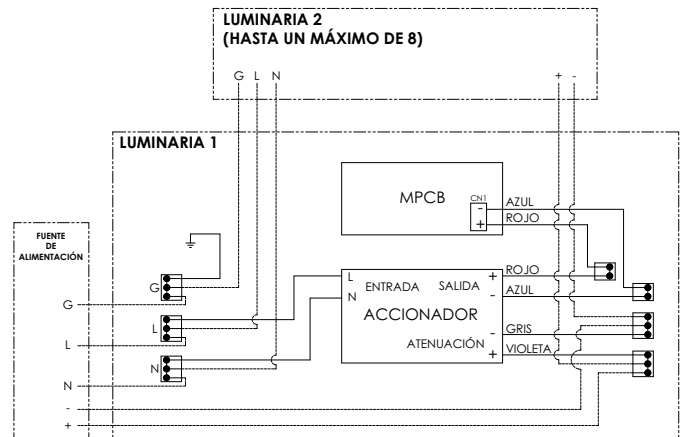 LUMINARIA 2
(HASTA UN MÁXIMO DE 8)
G L N + -
LUMINARIA 1
MPCB
CN1
-
+
AZUL
ROJO
FUENTE
DE
ALIMENTACIÓN
G
L
N
-
+
G
L
N
L
N
ENTRADA
SALIDA
+
-
ROJO
AZUL
ACCIONADOR
ATENUACIÓN
-
+
GRIS
VIOLETA